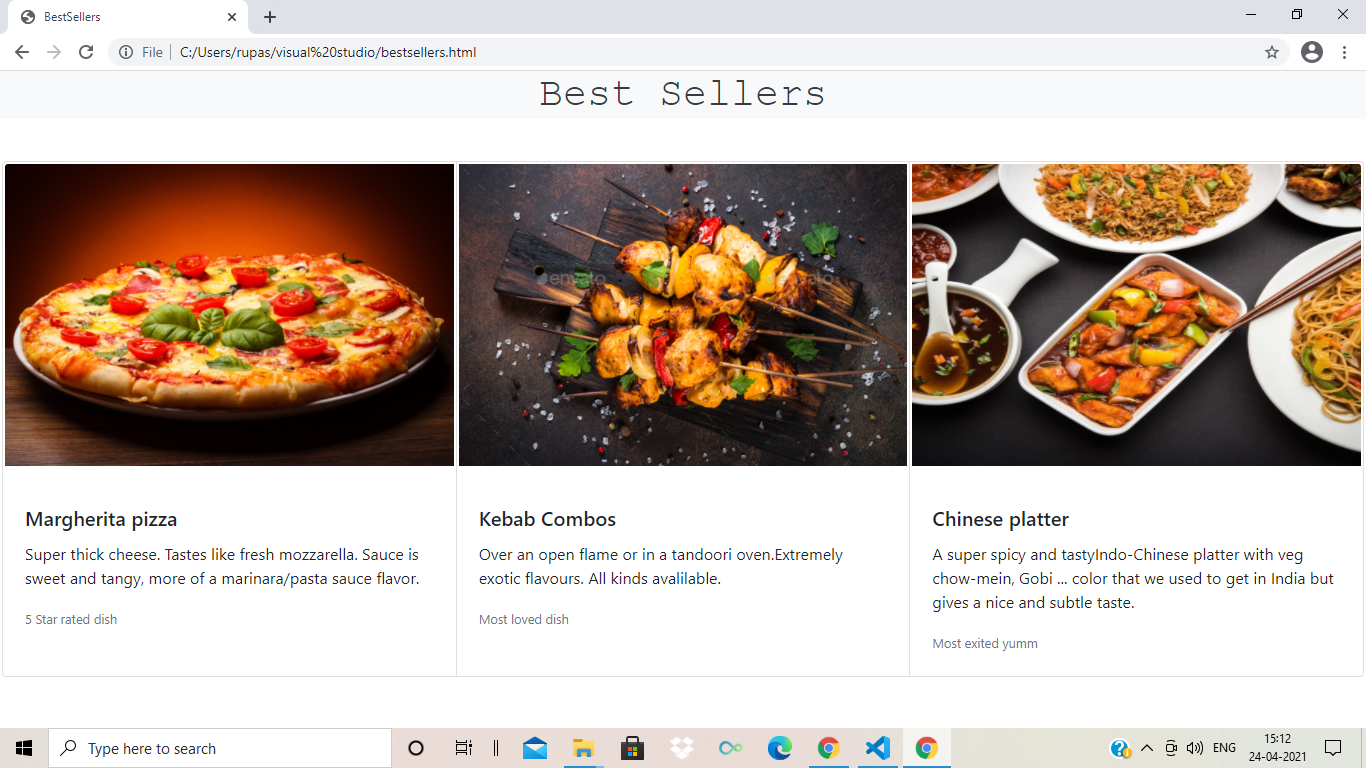 BestSellers
File
C:/Users/rupas/visual%20studio/bestsellers.html
Best Sellers
envato
Margherita pizza
Super thick cheese. Tastes like fresh mozzarella. Sauce is
sweet and tangy, more of a marinara/pasta sauce flavor.
5 Star rated dish
Kebab Combos
Over an open flame or in a tandoori oven.Extremely
exotic flavours. All kinds avalilable.
Most loved dish
Chinese platter
A super spicy and tastyIndo-Chinese platter with veg
chow-mein, Gobi ... color that we used to get in India but
gives a nice and subtle taste.
Most exited yumm
Type here to search
ENG
15:12
24-04-2021